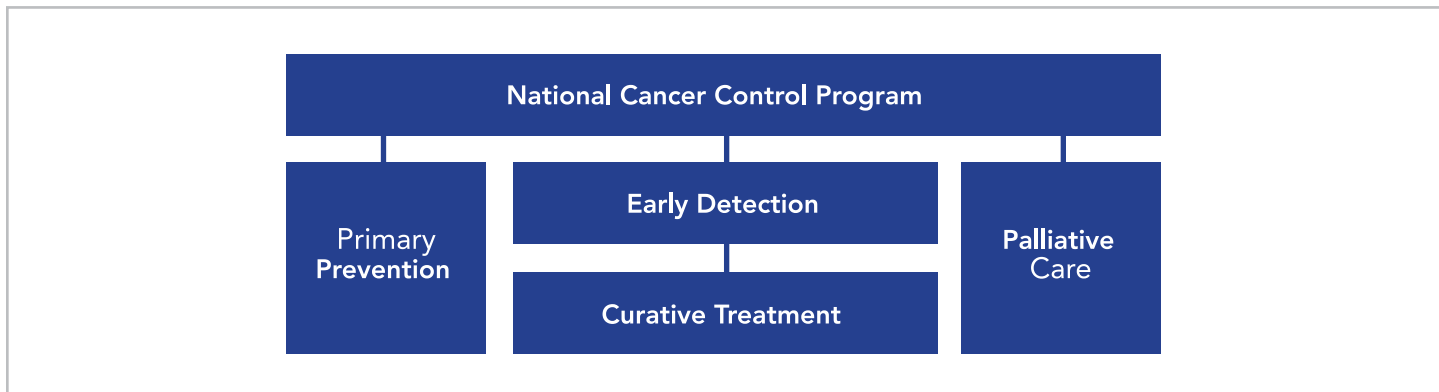 National Cancer Control Program
Primary
Prevention
Early Detection
Curative Treatment
Palliative
Care